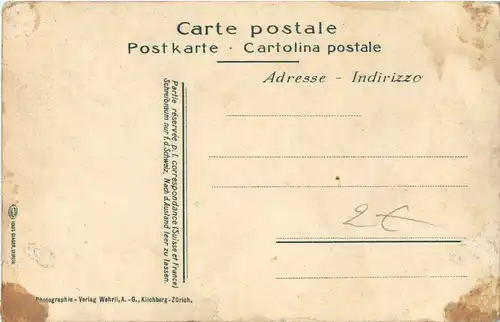 Carte postale
Postkarte · Cartolina postale
Adresse - Indirizzo
Partie réservée p. l. correspondance (Suisse et France)
Schreibraum nur f. d. Schweiz. Nach d. Ausland leer zu lassen.
2€
Photographie - Verlag Wehrli, A.-G., Kilchberg-Zürich.